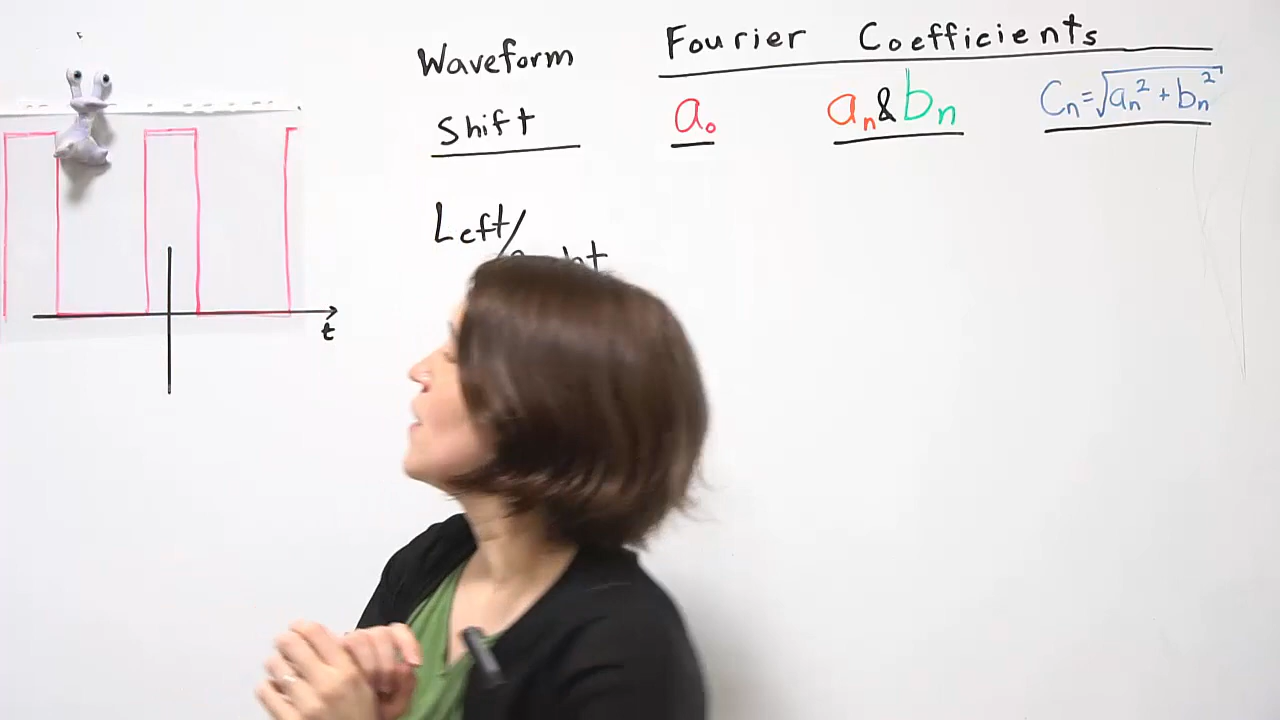 Waveform Fourier Coefficients
Shift a₀ aₙ & bₙ Cₙ = √aₙ² + bₙ²
Left/
t